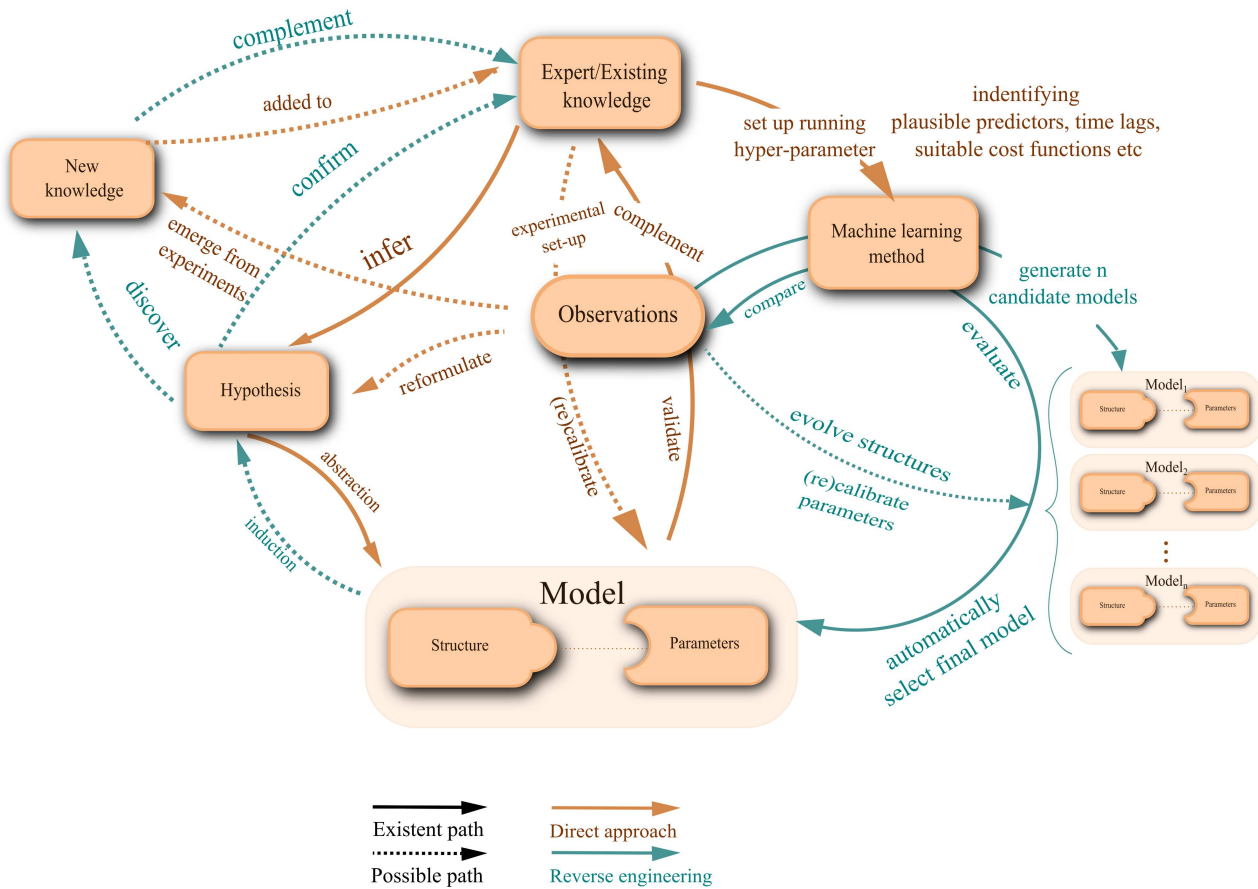 complement
Expert/Existing
knowledge
added to
indentifying
plausible predictors, time lags,
suitable cost functions etc
set up running
hyper-parameter
New
knowledge
confirm
infer
experimental
set-up
complement
Machine learning
method
emerge from
experiments
discover
Observations
compare
generate n
candidate models
evaluate
reformulate
Hypothesis
(re)calibrate
validate
evolve structures
(re)calibrate
parameters
Model1
Structure
Parameters
Model2
Structure
Parameters
Modeln
Structure
Parameters
abstraction
induction
Model
Structure
Parameters
automatically
select final model
Existent path
Direct approach
Possible path
Reverse engineering